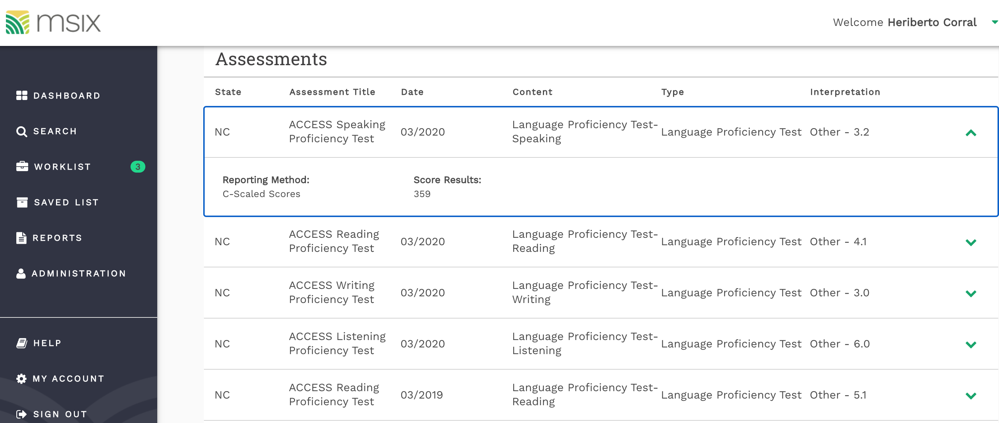 msix
Welcome Heriberto Corral
DASHBOARD
SEARCH
WORKLIST 3
SAVED LIST
REPORTS
ADMINISTRATION
HELP
MY ACCOUNT
SIGN OUT
Assessments
State Assessment Title Date Content Type Interpretation
NC ACCESS Speaking Proficiency Test 03/2020 Language Proficiency Test-Speaking Language Proficiency Test Other - 3.2
Reporting Method: Score Results:
C-Scaled Scores 359
NC ACCESS Reading Proficiency Test 03/2020 Language Proficiency Test-Reading Language Proficiency Test Other - 4.1
NC ACCESS Writing Proficiency Test 03/2020 Language Proficiency Test-Writing Language Proficiency Test Other - 3.0
NC ACCESS Listening Proficiency Test 03/2020 Language Proficiency Test-Listening Language Proficiency Test Other - 6.0
NC ACCESS Reading Proficiency Test 03/2019 Language Proficiency Test-Reading Language Proficiency Test Other - 5.1